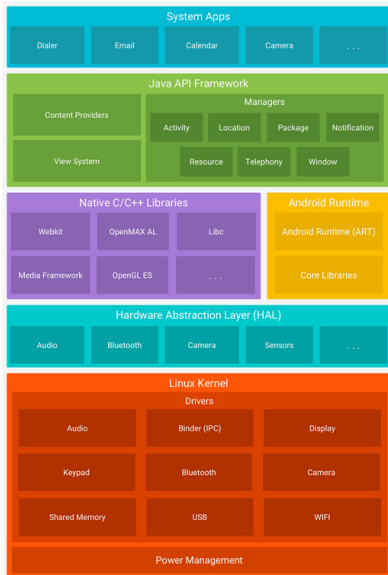 System Apps
Dialer Email Calendar Camera . . .
Java API Framework
Content Providers
View System
Managers
Activity Location Package Notification
Resource Telephony Window
Native C/C++ Libraries
Webkit OpenMAX AL Libc
Media Framework OpenGL ES . . .
Android Runtime
Android Runtime (ART)
Core Libraries
Hardware Abstraction Layer (HAL)
Audio Bluetooth Camera Sensors . . .
Linux Kernel
Drivers
Audio Binder (IPC) Display
Keypad Bluetooth Camera
Shared Memory USB WIFI
Power Management